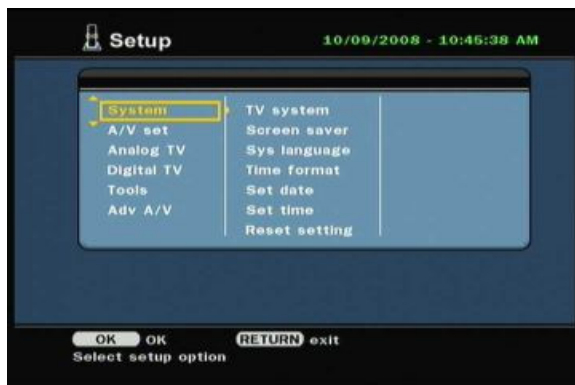 Setup
10/09/2008 - 10:45:38 AM
System
A/V set
Analog TV
Digital TV
Tools
Adv A/V
TV system
Screen saver
Sys language
Time format
Set date
Set time
Reset setting
OK OK
RETURN exit
Select setup option